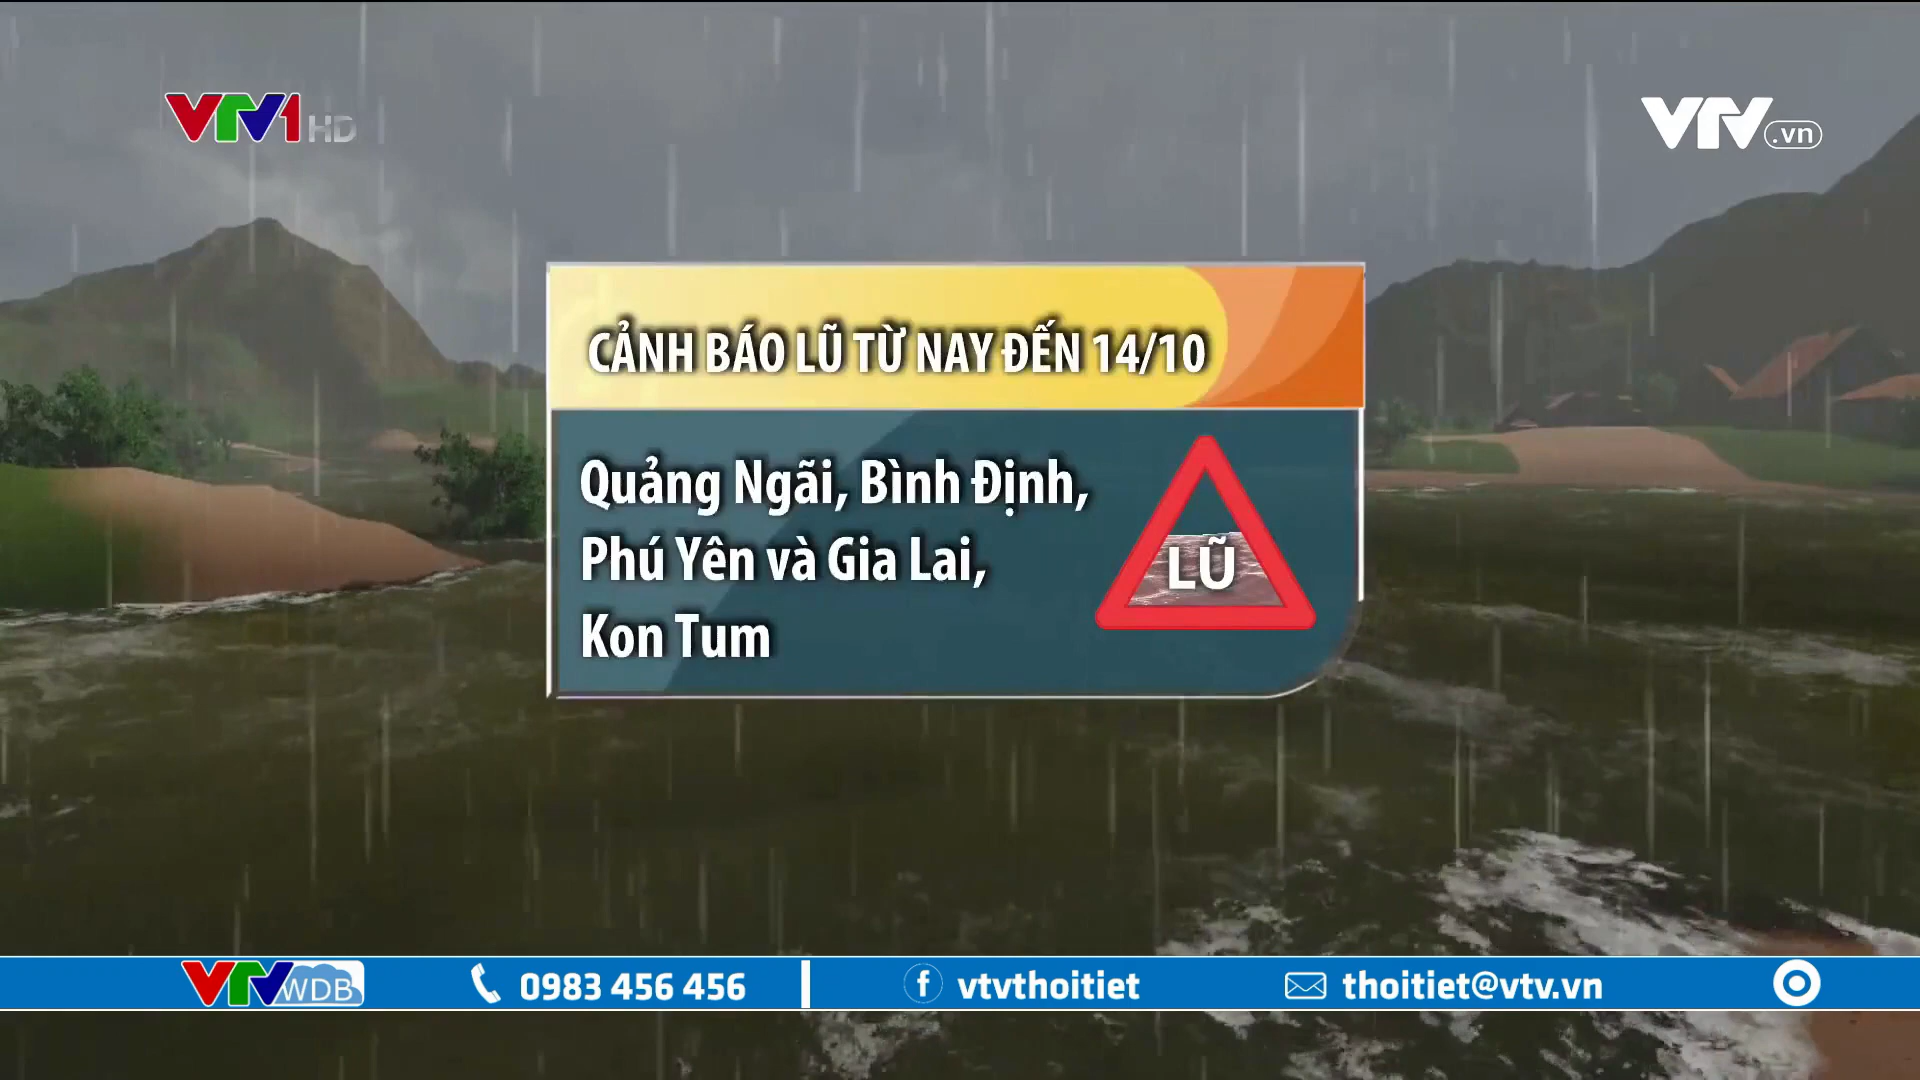 VTV1 HD
VTV.vn
CẢNH BÁO LŨ TỪ NAY ĐẾN 14/10
Quảng Ngãi, Bình Định,
Phú Yên và Gia Lai,
Kon Tum
LŨ
VTV WDB 0983 456 456 vtvthoitiet thoitiet@vtv.vn